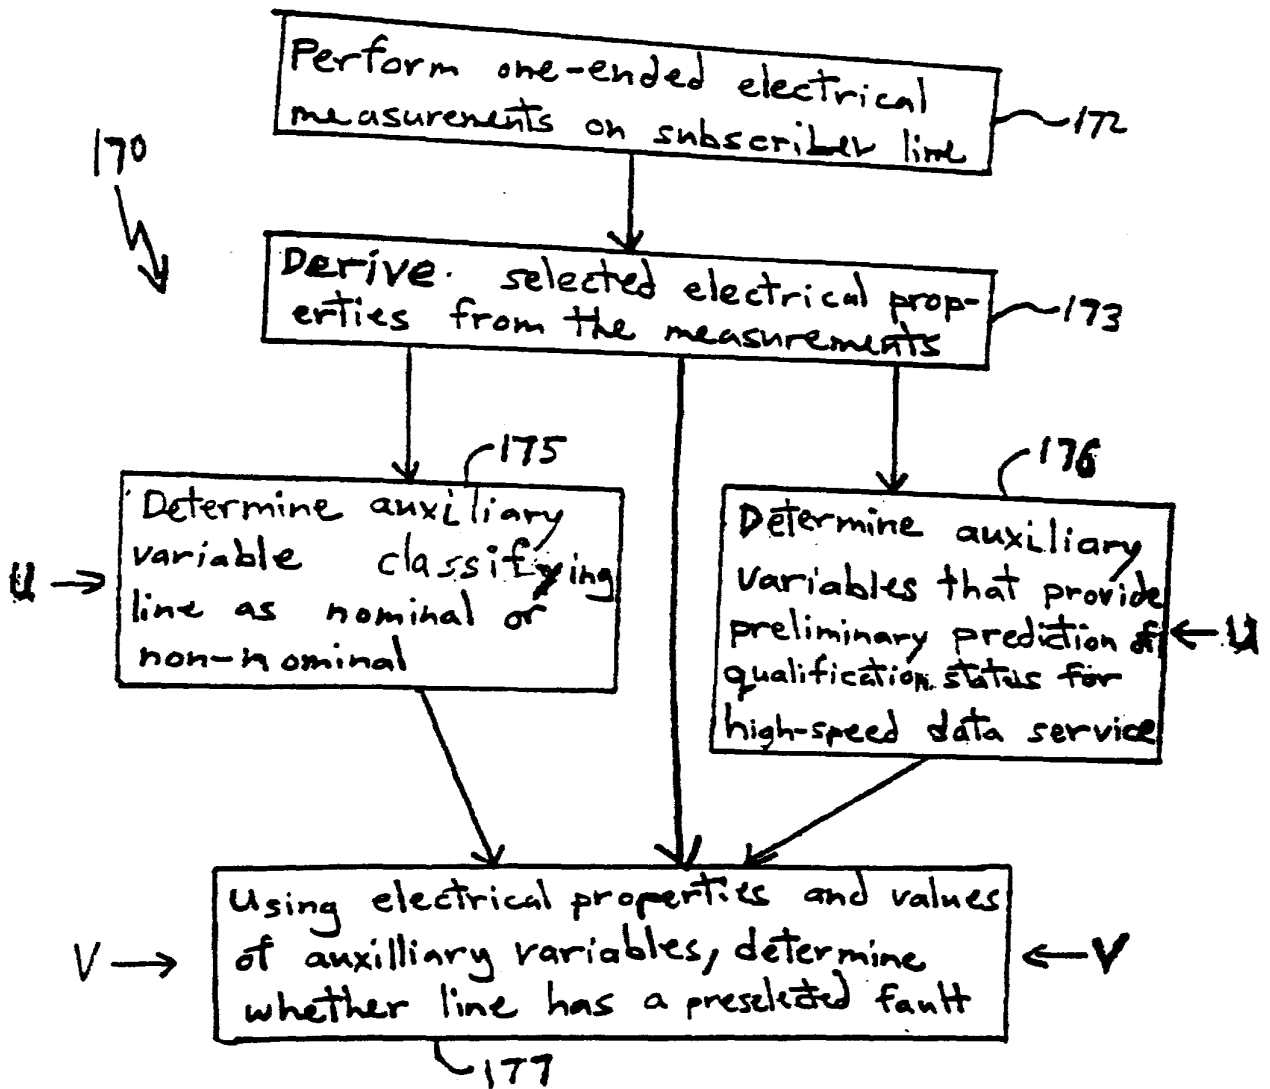 Perform one-ended electrical
measurements on subscriber line
172
170
Derive selected electrical prop-
erties from the measurements
173
175
Determine auxiliary
variable classifying
line as nominal or
non-nominal
U
176
Determine auxiliary
variables that provide
preliminary prediction of
qualification status for
high-speed data service
U
Using electrical properties and values
of auxilliary variables, determine
whether line has a preselected fault
V
V
177